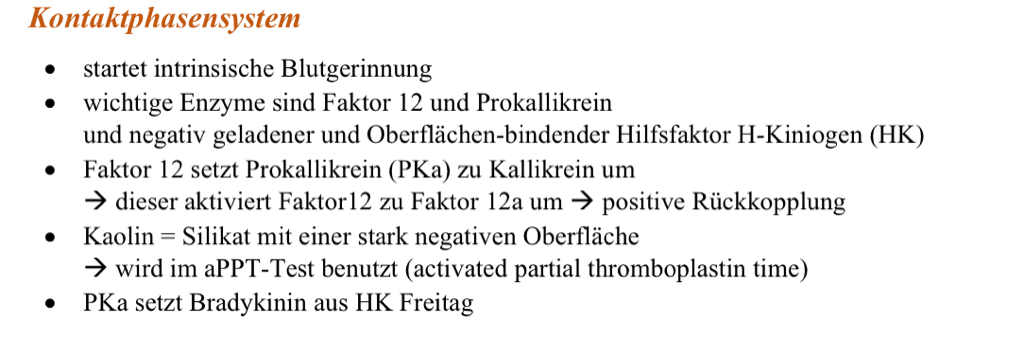 Kontaktphasensystem
• startet intrinsische Blutgerinnung
• wichtige Enzyme sind Faktor 12 und Prokallikrein
und negativ geladener und Oberflächen-bindender Hilfsfaktor H-Kiniogen (HK)
• Faktor 12 setzt Prokallikrein (PKa) zu Kallikrein um
→ dieser aktiviert Faktor12 zu Faktor 12a um → positive Rückkopplung
• Kaolin = Silikat mit einer stark negativen Oberfläche
→ wird im aPPT-Test benutzt (activated partial thromboplastin time)
• PKa setzt Bradykinin aus HK Freitag